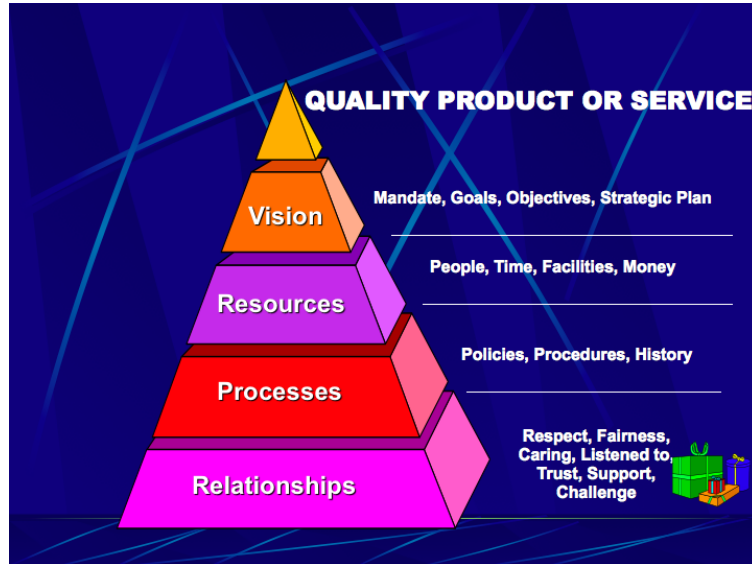 QUALITY PRODUCT OR SERVICE
Vision
Mandate, Goals, Objectives, Strategic Plan
Resources
People, Time, Facilities, Money
Processes
Policies, Procedures, History
Relationships
Respect, Fairness,
Caring, Listened to,
Trust, Support,
Challenge